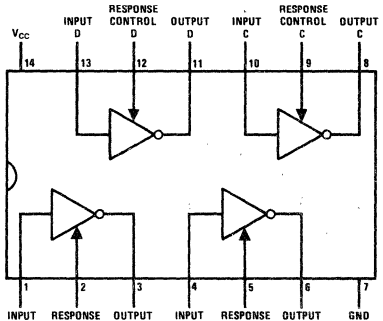 RESPONSE RESPONSE
INPUT CONTROL OUTPUT INPUT CONTROL OUTPUT
VCC D D D C C C
14 13 12 11 10 9 8
1 2 3 4 5 6 7
INPUT RESPONSE OUTPUT INPUT RESPONSE OUTPUT GND